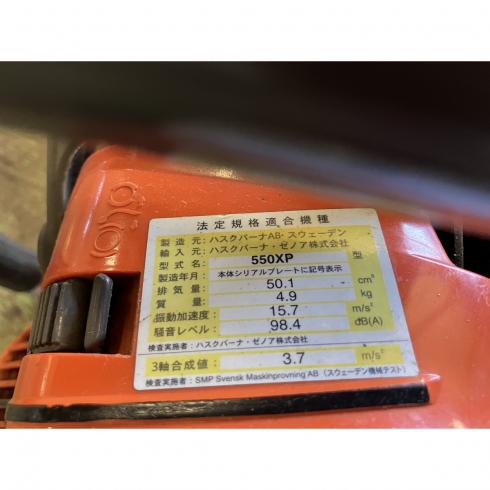 法定規格適合機種
製造元: ハスクバーナAB・スウェーデン
輸入元: ハスクバーナ・ゼノア株式会社
型式名: 550XP 型
製造年月: 本体シリアルプレートに記号表示
排気量: 50.1 cm³
質量: 4.9 kg
振動加速度: 15.7 m/s²
騒音レベル: 98.4 dB(A)
検査実施者: ハスクバーナ・ゼノア株式会社
3軸合成値: 3.7 m/s²
検査実施者: SMP Svensk Maskinprovning AB (スウェーデン機械テスト)